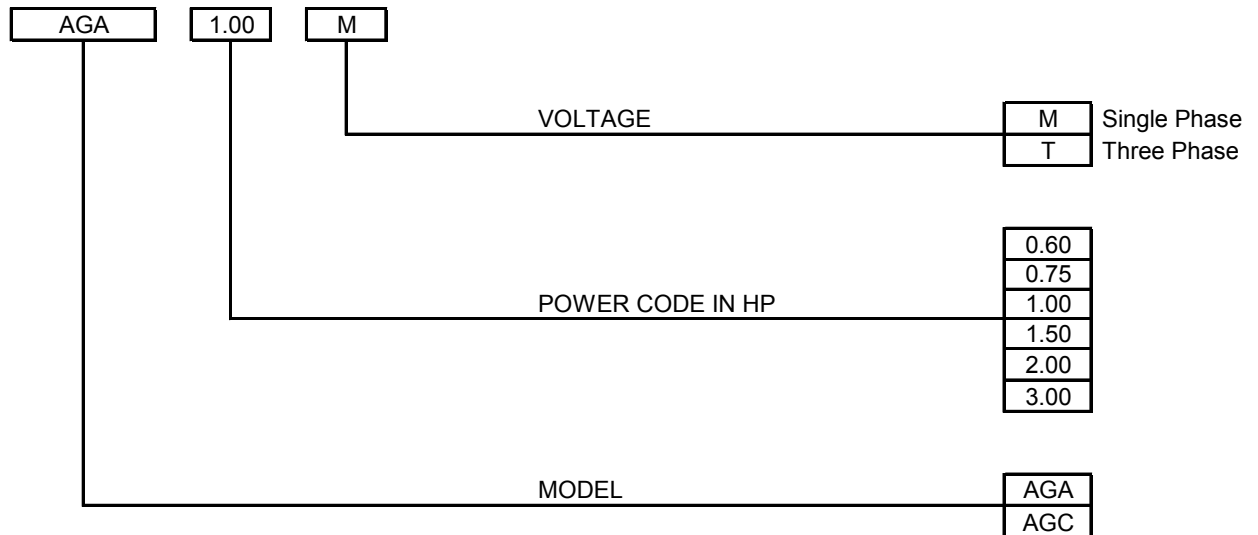 AGA 1.00 M
VOLTAGE M Single Phase
T Three Phase
0.60
0.75
POWER CODE IN HP 1.00
1.50
2.00
3.00
MODEL AGA
AGC